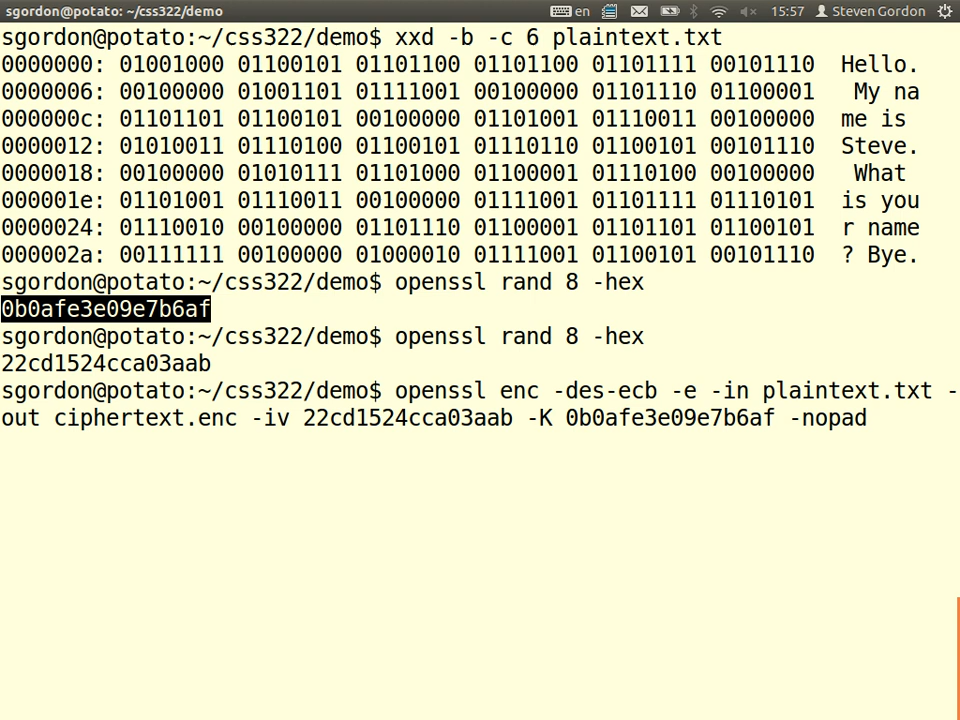 sgordon@potato: ~/css322/demo en 15:57 Steven Gordon
sgordon@potato:~/css322/demo$ xxd -b -c 6 plaintext.txt
0000000: 01001000 01100101 01101100 01101100 01101111 00101110 Hello.
0000006: 00100000 01001101 01111001 00100000 01101110 01100001 My na
000000c: 01101101 01100101 00100000 01101001 01110011 00100000 me is
0000012: 01010011 01110100 01100101 01110110 01100101 00101110 Steve.
0000018: 00100000 01010111 01101000 01100001 01110100 00100000 What
000001e: 01101001 01110011 00100000 01111001 01101111 01110101 is you
0000024: 01110010 00100000 01101110 01100001 01101101 01100101 r name
000002a: 00111111 00100000 01000010 01111001 01100101 00101110 ? Bye.
sgordon@potato:~/css322/demo$ openssl rand 8 -hex
0b0afe3e09e7b6af
sgordon@potato:~/css322/demo$ openssl rand 8 -hex
22cd1524cca03aab
sgordon@potato:~/css322/demo$ openssl enc -des-ecb -e -in plaintext.txt -
out ciphertext.enc -iv 22cd1524cca03aab -K 0b0afe3e09e7b6af -nopad